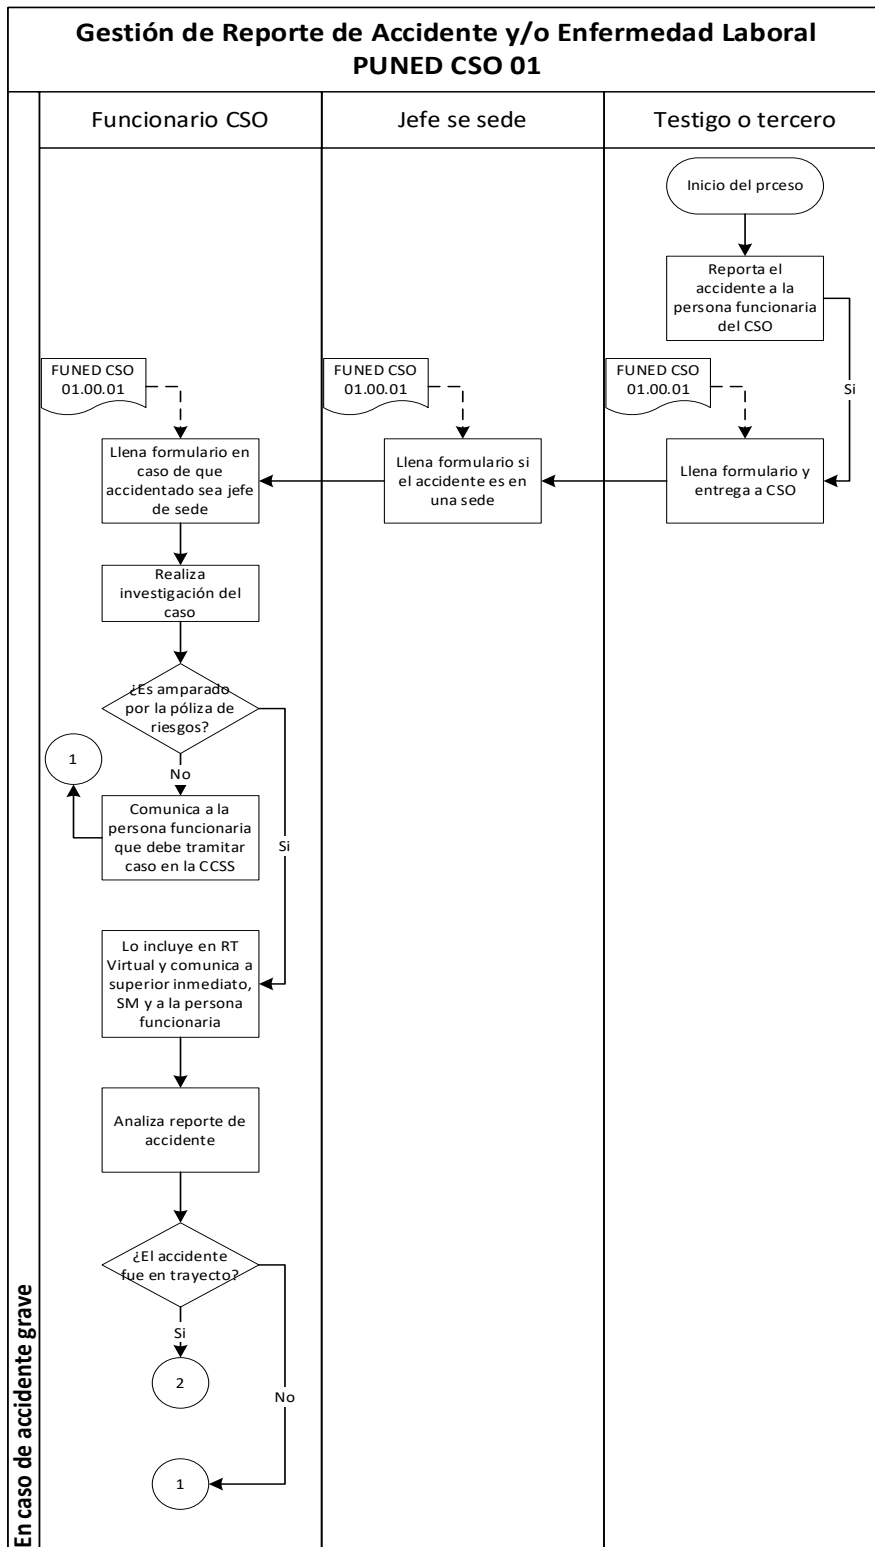 Gestión de Reporte de Accidente y/o Enfermedad Laboral
PUNED CSO 01
Funcionario CSO
Jefe se sede
Testigo o tercero
Inicio del prceso
Reporta el
accidente a la
persona funcionaria
del CSO
Si
FUNED CSO
01.00.01
FUNED CSO
01.00.01
FUNED CSO
01.00.01
Llena formulario en
caso de que
accidentado sea jefe
de sede
Llena formulario si
el accidente es en
una sede
Llena formulario y
entrega a CSO
Realiza
investigación del
caso
¿Es amparado
por la póliza de
riesgos?
1
No
Comunica a la
persona funcionaria
que debe tramitar
caso en la CCSS
Si
Lo incluye en RT
Virtual y comunica a
superior inmediato,
SM y a la persona
funcionaria
Analiza reporte de
accidente
¿El accidente
fue en trayecto?
Si
2
No
1
En caso de accidente grave